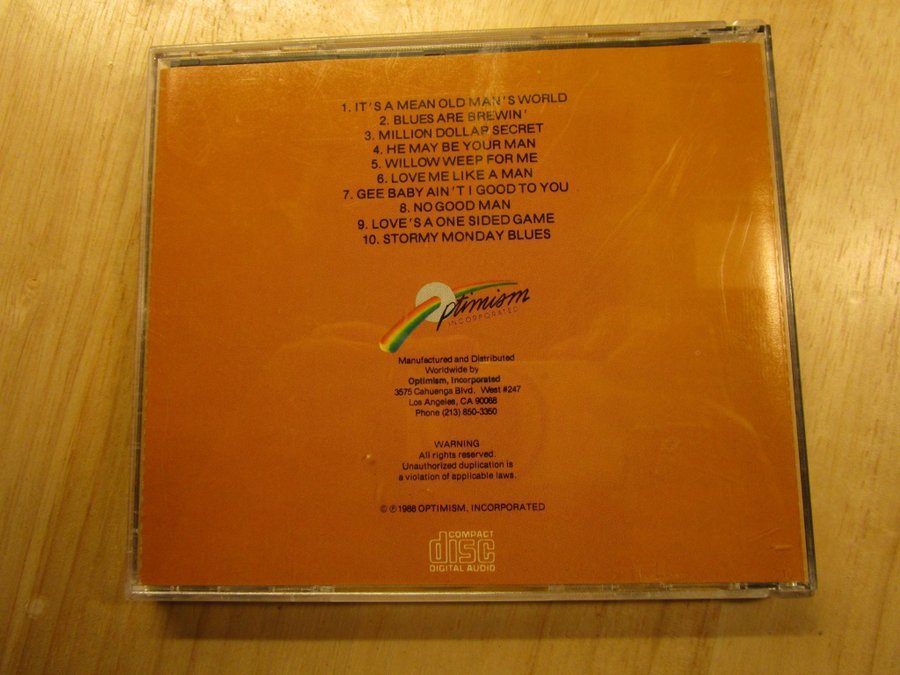 1. IT'S A MEAN OLD MAN'S WORLD
2. BLUES ARE BREWIN'
3. MILLION DOLLAR SECRET
4. HE MAY BE YOUR MAN
5. WILLOW WEEP FOR ME
6. LOVE ME LIKE A MAN
7. GEE BABY AIN'T I GOOD TO YOU
8. NO GOOD MAN
9. LOVE'S A ONE SIDED GAME
10. STORMY MONDAY BLUES
Optimism
INCORPORATED
Manufactured and Distributed
Worldwide by
Optimism, Incorporated
3575 Cahuenga Blvd. West #247
Los Angeles, CA 90068
Phone (213) 850-3350
WARNING
All rights reserved.
Unauthorized duplication is
a violation of applicable laws.
© ℗ 1988 OPTIMISM, INCORPORATED
COMPACT
disc
DIGITAL AUDIO